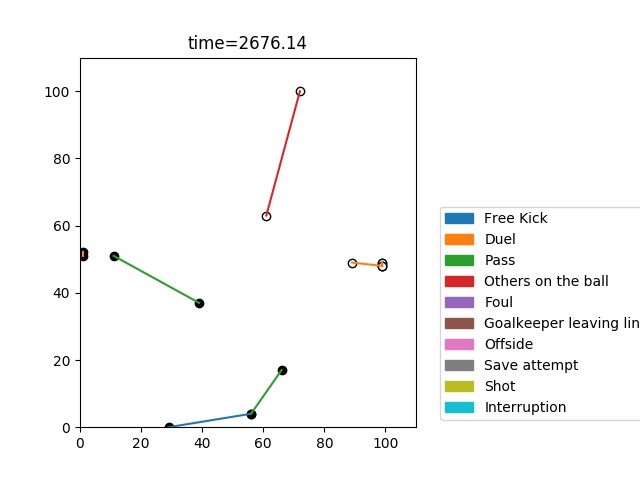 time=2676.14
100
80
60
40
20
0
0 20 40 60 80 100
Free Kick
Duel
Pass
Others on the ball
Foul
Goalkeeper leaving lin
Offside
Save attempt
Shot
Interruption